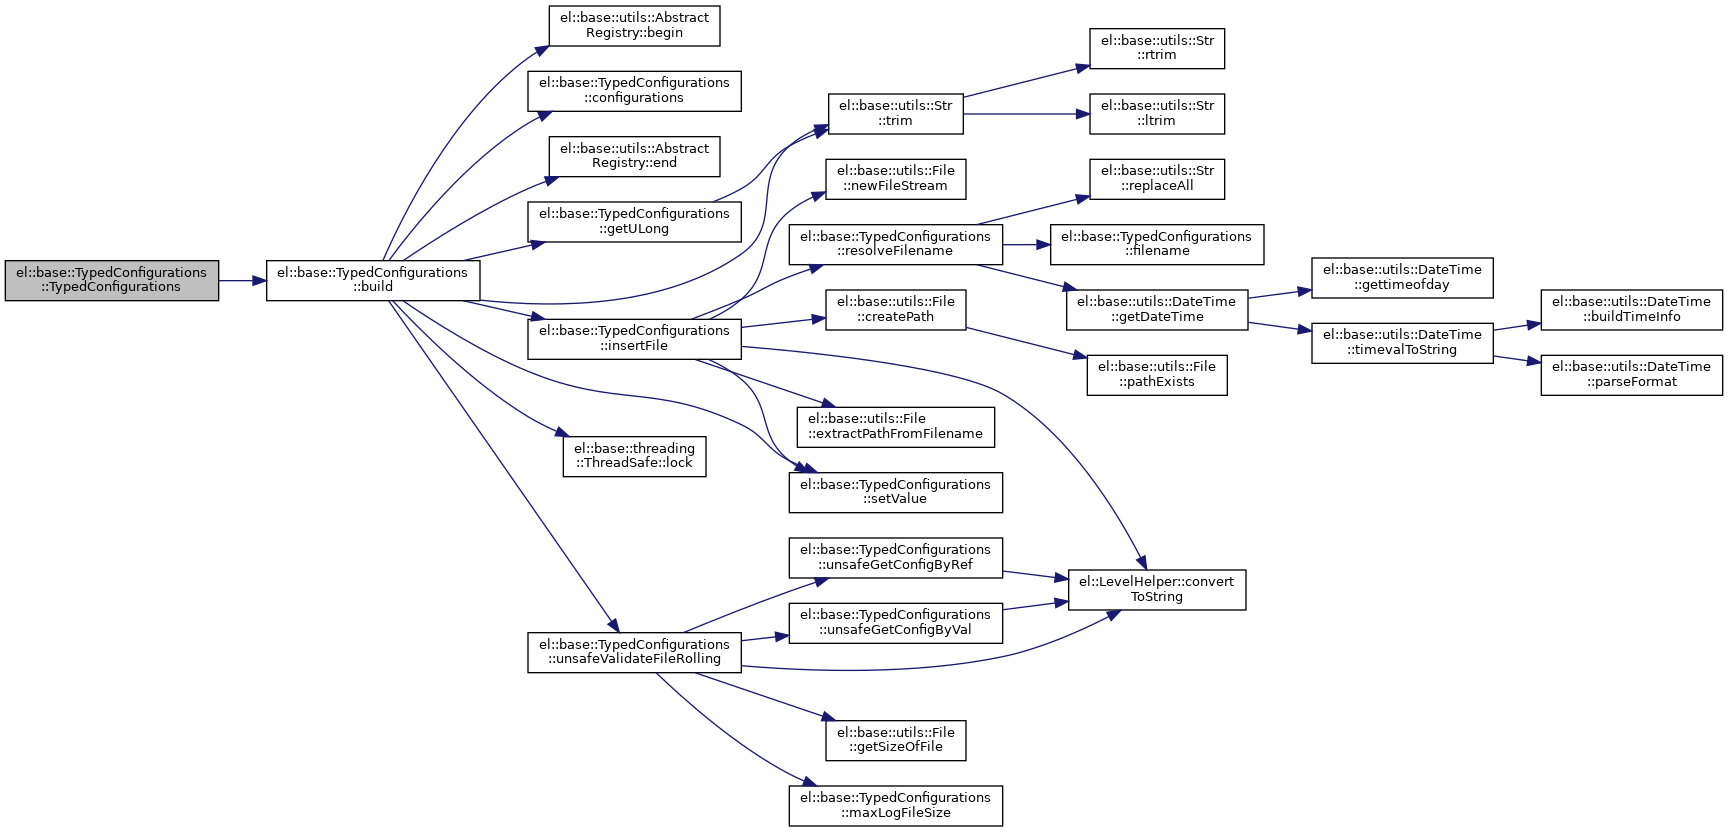 el::base::TypedConfigurations
::TypedConfigurations
el::base::TypedConfigurations
::build
el::base::utils::Abstract
Registry::begin
el::base::TypedConfigurations
::configurations
el::base::utils::Abstract
Registry::end
el::base::TypedConfigurations
::getULong
el::base::TypedConfigurations
::insertFile
el::base::threading
::ThreadSafe::lock
el::base::TypedConfigurations
::unsafeValidateFileRolling
el::base::utils::Str
::trim
el::base::utils::File
::newFileStream
el::base::TypedConfigurations
::resolveFilename
el::base::utils::File
::createPath
el::base::utils::File
::extractPathFromFilename
el::base::TypedConfigurations
::setValue
el::base::TypedConfigurations
::unsafeGetConfigByRef
el::base::TypedConfigurations
::unsafeGetConfigByVal
el::base::utils::File
::getSizeOfFile
el::base::TypedConfigurations
::maxLogFileSize
el::base::utils::Str
::rtrim
el::base::utils::Str
::ltrim
el::base::utils::Str
::replaceAll
el::base::TypedConfigurations
::filename
el::base::utils::DateTime
::getDateTime
el::base::utils::File
::pathExists
el::LevelHelper::convert
ToString
el::base::utils::DateTime
::gettimeofday
el::base::utils::DateTime
::timevalToString
el::base::utils::DateTime
::buildTimeInfo
el::base::utils::DateTime
::parseFormat